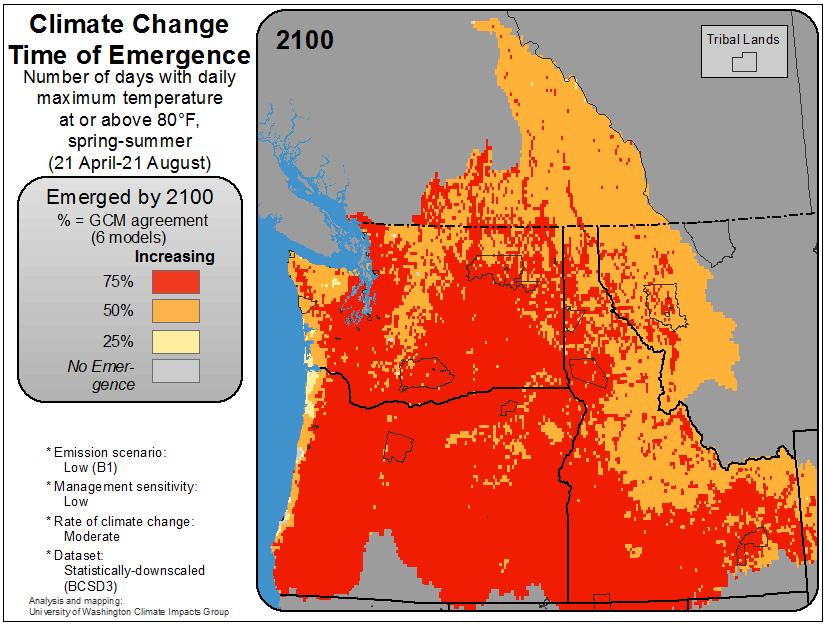 Climate Change
Time of Emergence
Number of days with daily
maximum temperature
at or above 80°F,
spring-summer
(21 April-21 August)
Emerged by 2100
% = GCM agreement
(6 models)
Increasing
75%
50%
25%
No Emer-
gence
* Emission scenario:
Low (B1)
* Management sensitivity:
Low
* Rate of climate change:
Moderate
* Dataset:
Statistically-downscaled
(BCSD3)
Analysis and mapping:
University of Washington Climate Impacts Group
2100
Tribal Lands